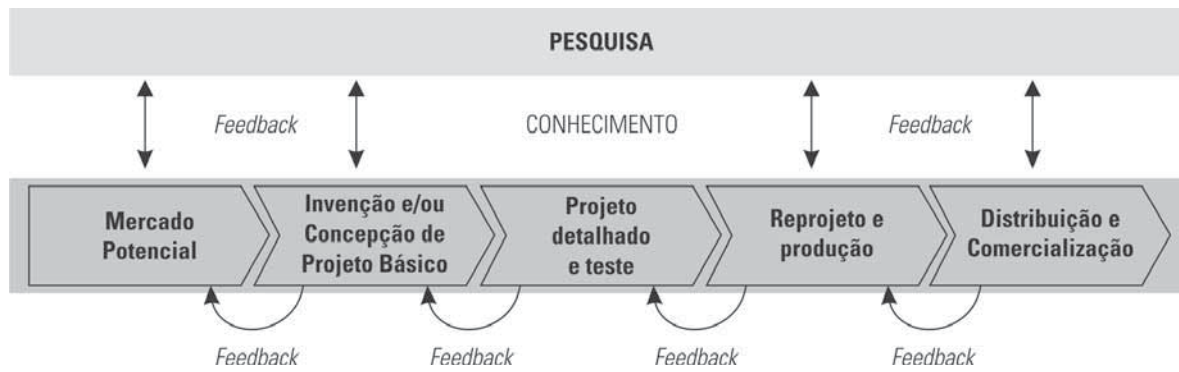 PESQUISA
Feedback
CONHECIMENTO
Feedback
Mercado
Potencial
Invenção e/ou
Concepção de
Projeto Básico
Projeto
detalhado
e teste
Reprojeto e
produção
Distribuição e
Comercialização
Feedback
Feedback
Feedback
Feedback